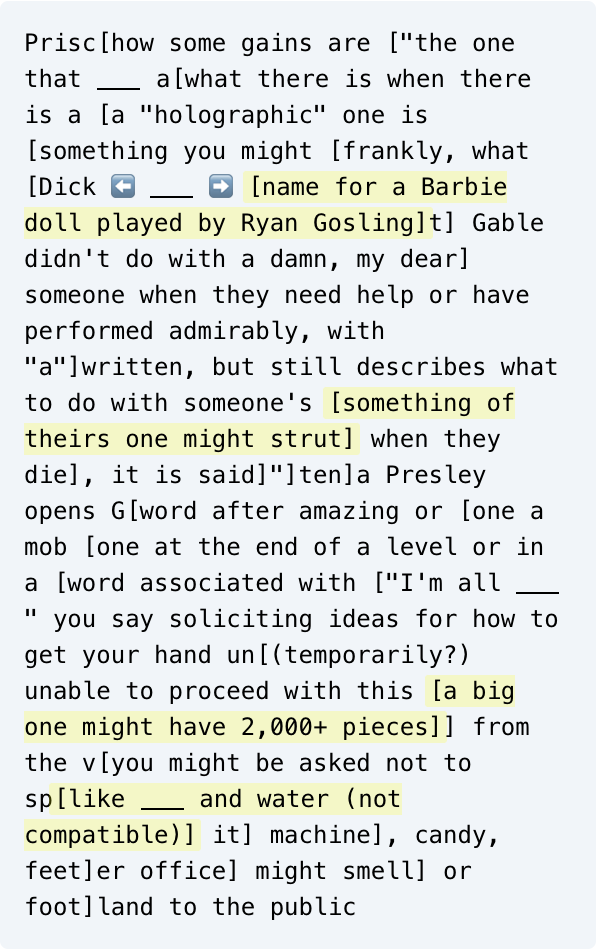 Prisc[how some gains are ["the one
that ___ a[what there is when there
is a [a "holographic" one is
[something you might [frankly, what
[Dick ⬅️ ___ ➡️ [name for a Barbie
doll played by Ryan Gosling]t] Gable
didn't do with a damn, my dear]
someone when they need help or have
performed admirably, with
"a"]written, but still describes what
to do with someone's [something of
theirs one might strut] when they
die], it is said]"]ten]a Presley
opens G[word after amazing or [one a
mob [one at the end of a level or in
a [word associated with ["I'm all ___
" you say soliciting ideas for how to
get your hand un[(temporarily?)
unable to proceed with this [a big
one might have 2,000+ pieces]] from
the v[you might be asked not to
sp[like ___ and water (not
compatible)] it] machine], candy,
feet]er office] might smell] or
foot]land to the public